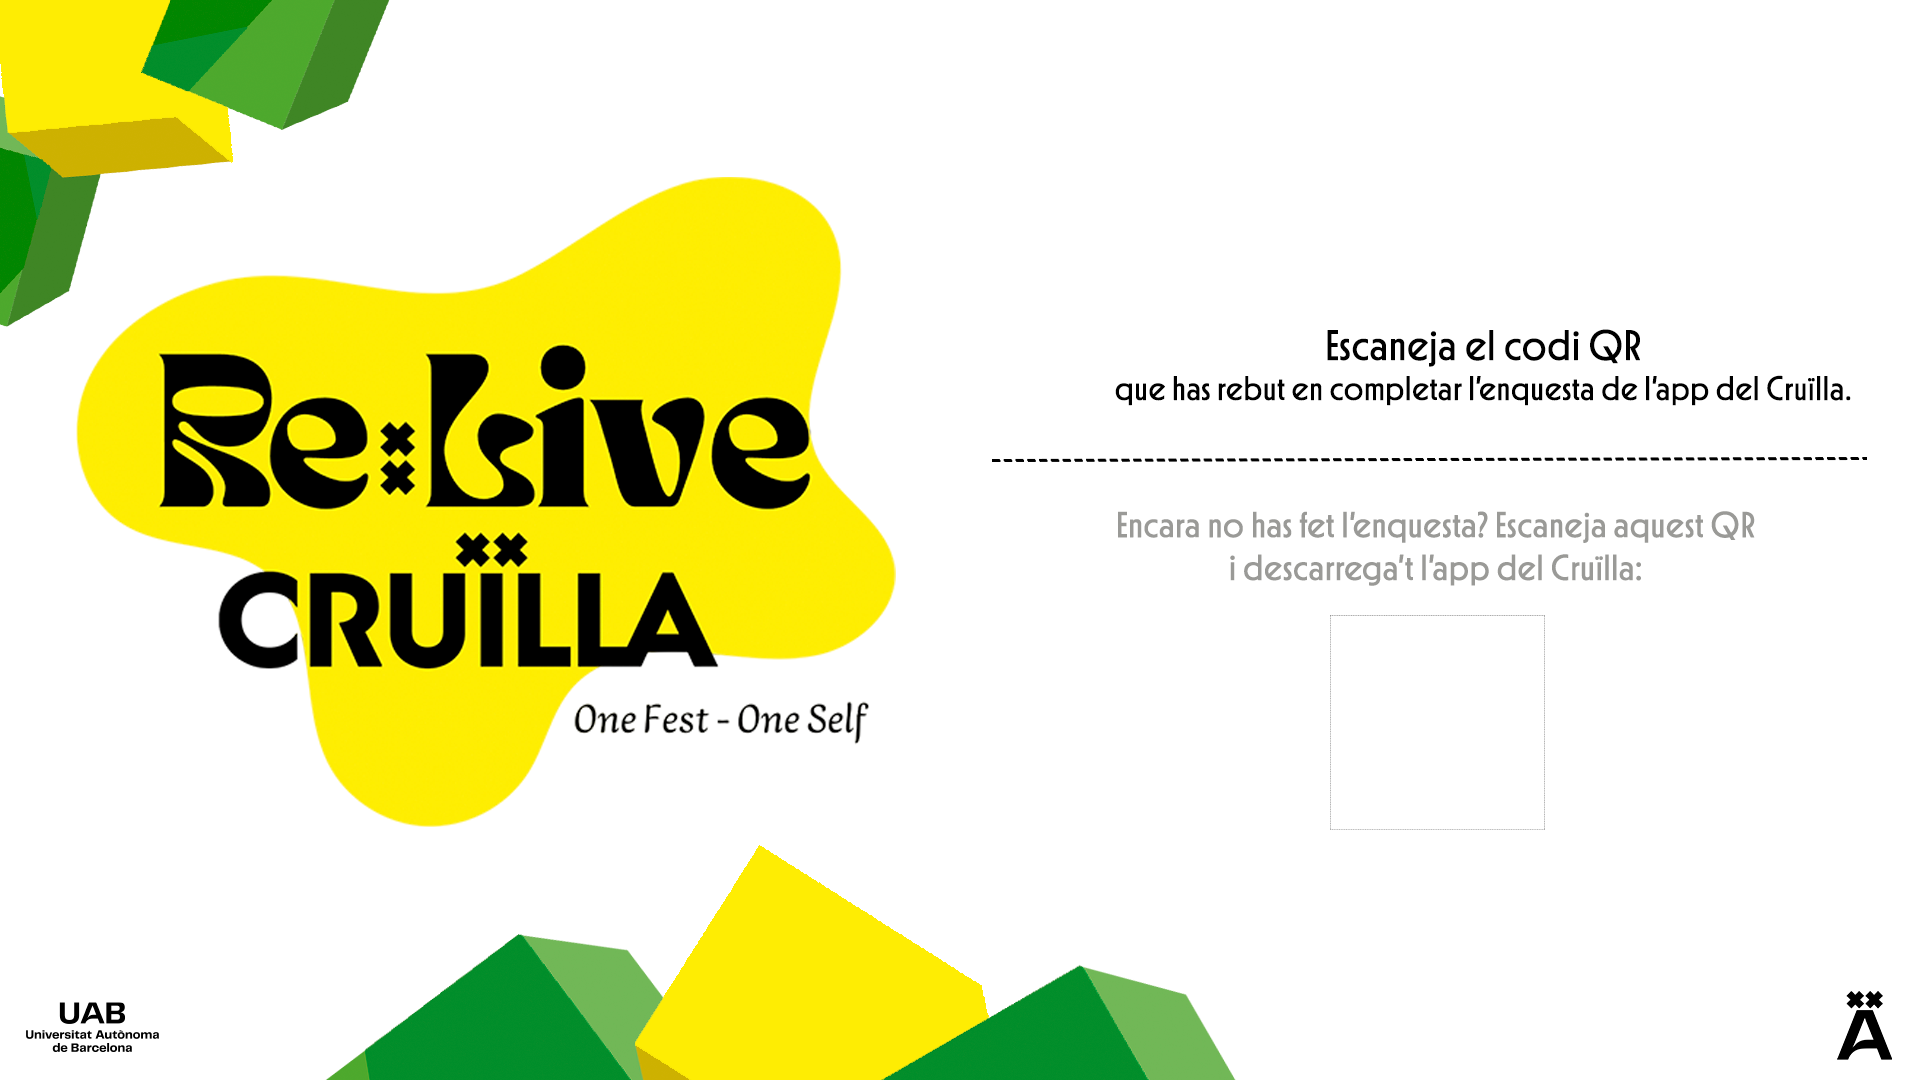 Re:Live
CRUÏLLA
One Fest - One Self
Escaneja el codi QR
que has rebut en completar l'enquesta de l'app del Cruïlla.
Encara no has fet l'enquesta? Escaneja aquest QR
i descarrega't l'app del Cruïlla:
UAB
Universitat Autònoma
de Barcelona
Ä